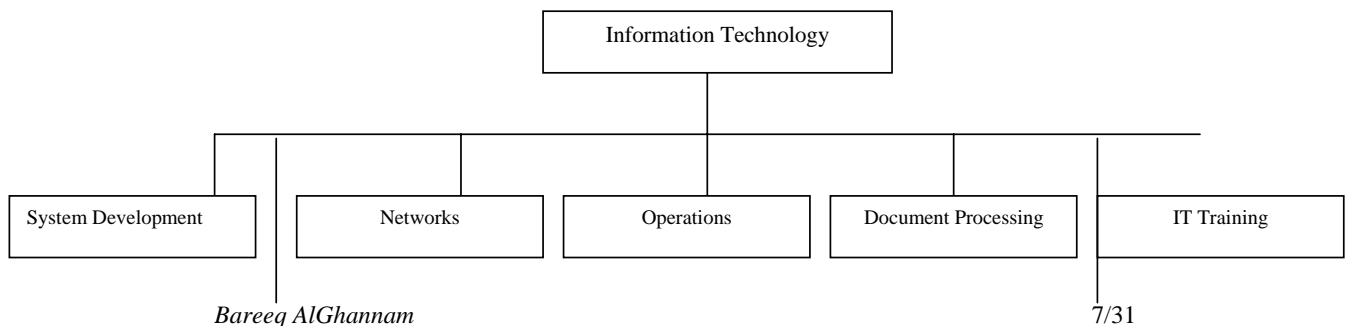 Information Technology
System Development Networks Operations Document Processing IT Training
Bareeq AlGhannam 7/31